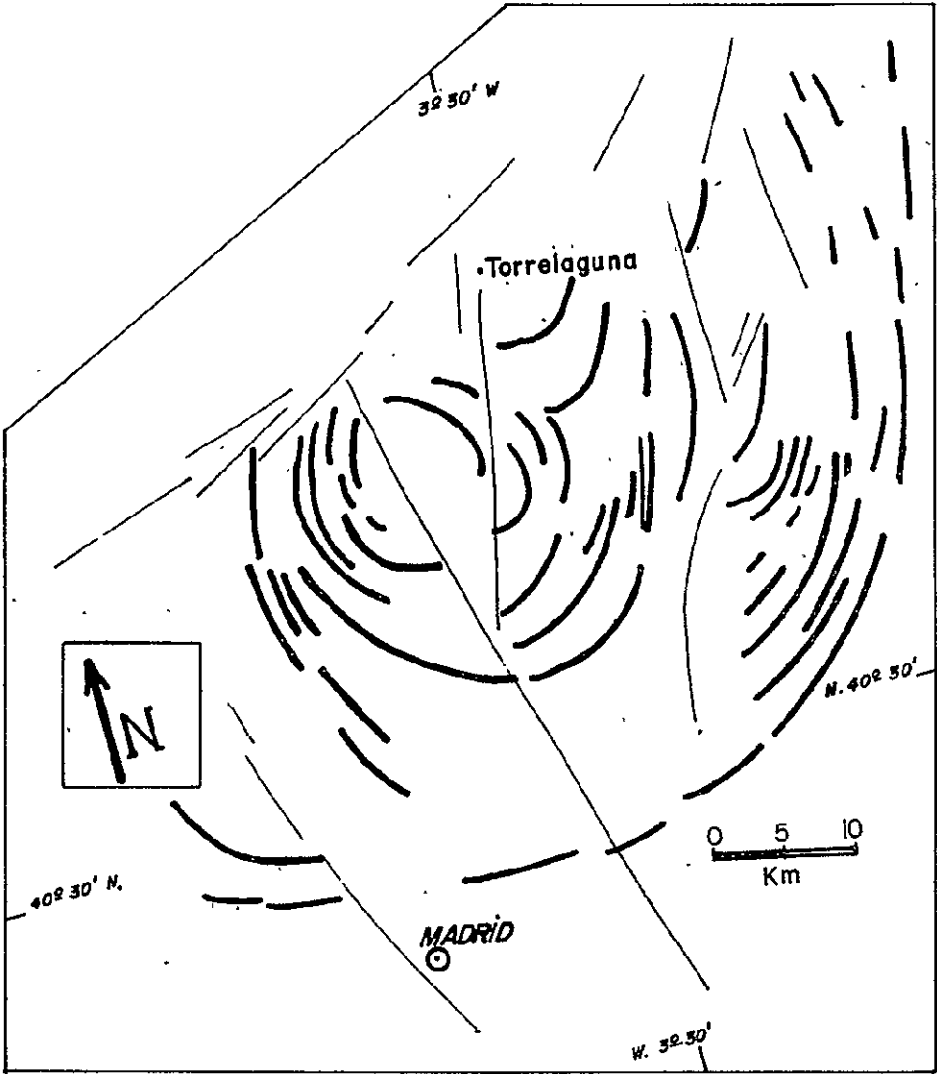 3º 30' W
Torrelaguna
N. 40º 30'
N
0 5 10
Km
40º 30' N.
MADRID
W. 3º 30'